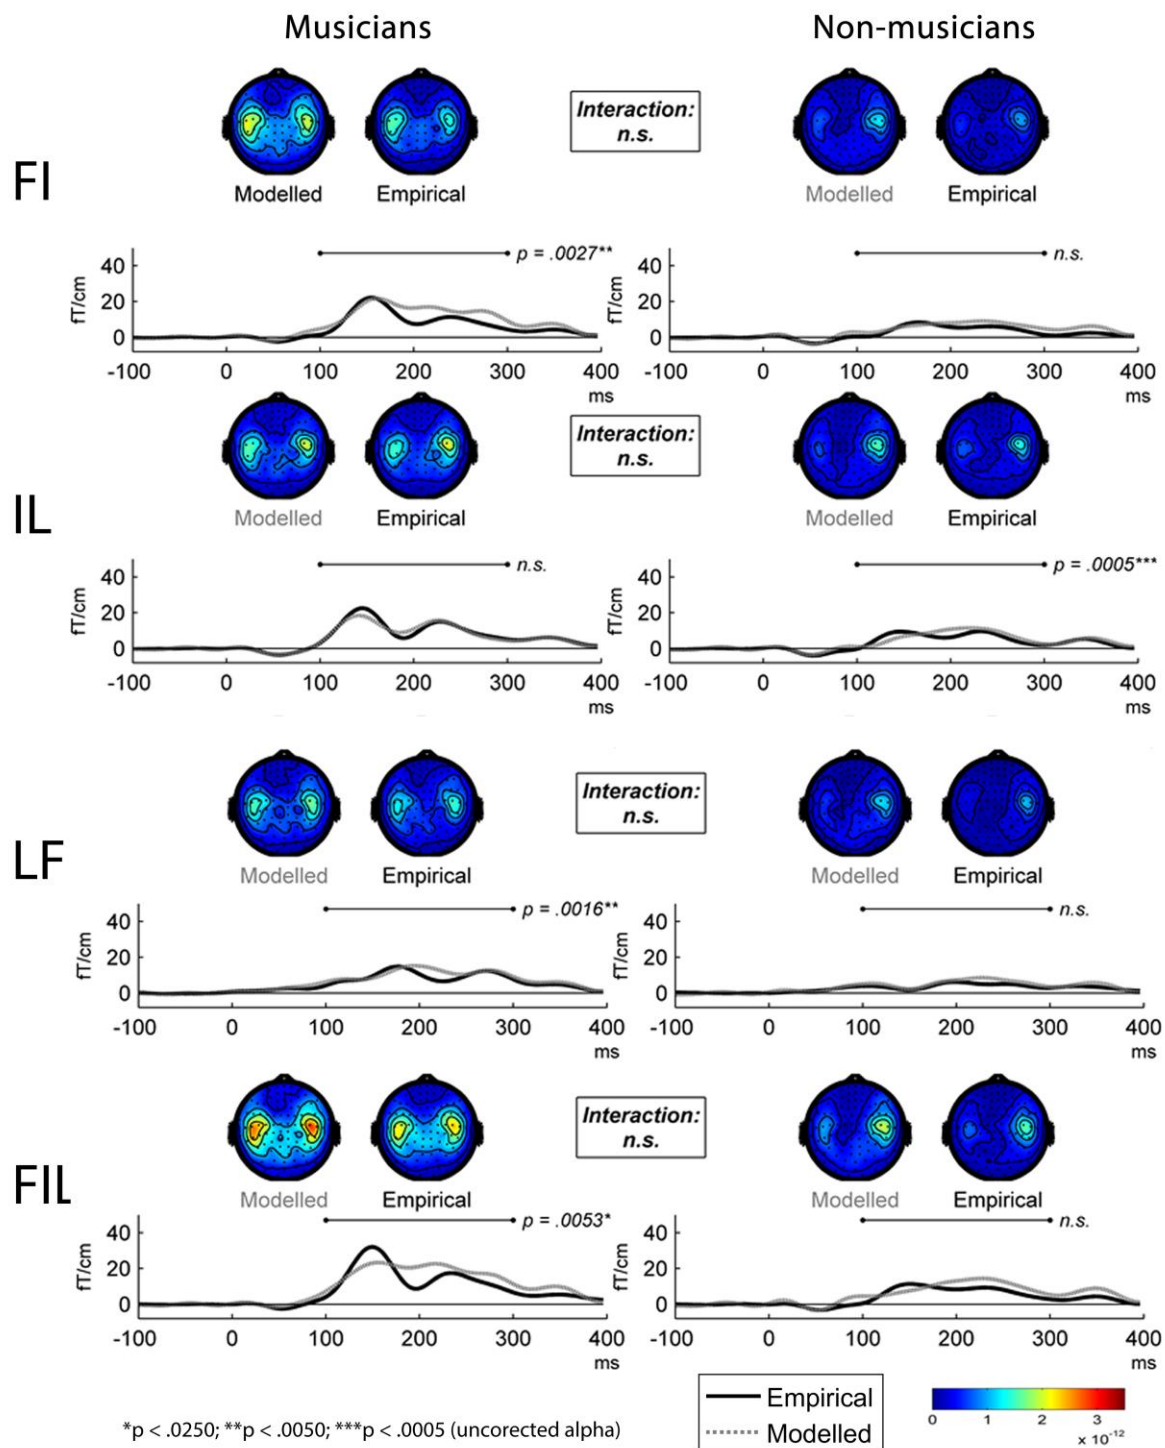 Musicians Non-musicians
Interaction:
n.s.
FI
Modelled Empirical Modelled Empirical
p = .0027** n.s.
40 40
fT/cm 20 fT/cm 20
0 0
-100 0 100 200 300 400 -100 0 100 200 300 400
ms ms
Interaction:
n.s.
IL
Modelled Empirical Modelled Empirical
n.s. p = .0005***
40 40
fT/cm 20 fT/cm 20
0 0
-100 0 100 200 300 400 -100 0 100 200 300 400
ms ms
Interaction:
n.s.
LF
Modelled Empirical Modelled Empirical
p = .0016** n.s.
40 40
fT/cm 20 fT/cm 20
0 0
-100 0 100 200 300 400 -100 0 100 200 300 400
ms ms
Interaction:
n.s.
FIL
Modelled Empirical Modelled Empirical
p = .0053* n.s.
40 40
fT/cm 20 fT/cm 20
0 0
-100 0 100 200 300 400 -100 0 100 200 300 400
ms ms
Empirical
Modelled
0 1 2 3
x 10-12
*p < .0250; **p < .0050; ***p < .0005 (uncorected alpha)